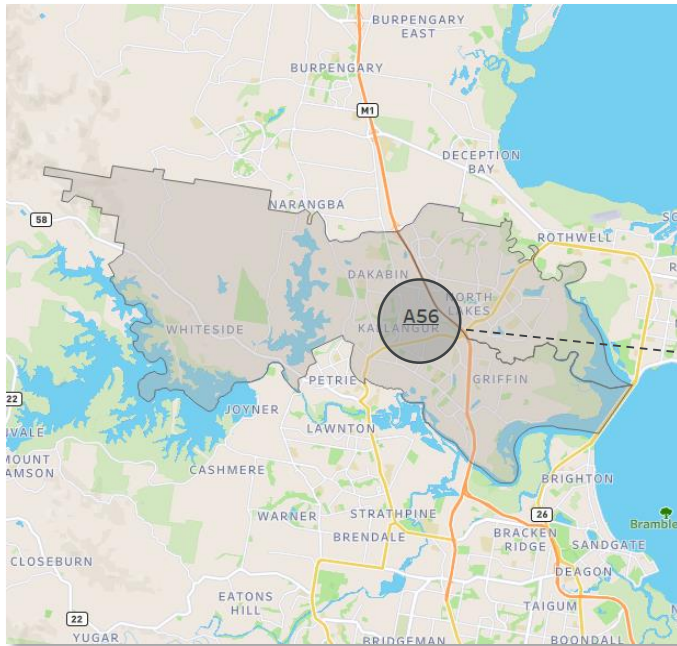 BURPENGARY
EAST
BURPENGARY
M1
DECEPTION
BAY
NARANGBA
58
ROTHWELL
DAKABIN
NORTH
LAKES
A56
WHITESIDE
KALLANGUR
PETRIE
GRIFFIN
22
JOYNER
LAWNTON
MOUNT
CASHMERE
BRIGHTON
WARNER
STRATHPINE
26
Bramble
BRENDALE
BRACKEN
RIDGE
SANDGATE
CLOSEBURN
DEAGON
EATONS
HILL
TAIGUM
22
YUGAR
BRIDGEMAN
BOONDALL